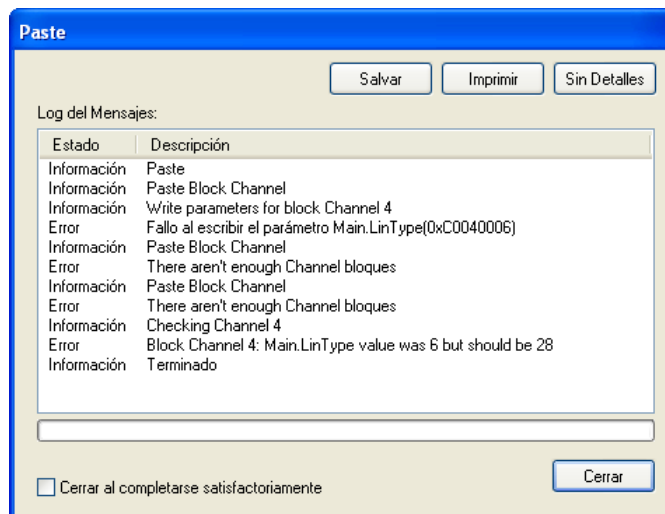 Paste
Salvar Imprimir Sin Detalles
Log del Mensajes:
Estado Descripción
Información Paste
Información Paste Block Channel
Información Write parameters for block Channel 4
Error Fallo al escribir el parámetro Main.LinType(0xC0040006)
Información Paste Block Channel
Error There aren't enough Channel bloques
Información Paste Block Channel
Error There aren't enough Channel bloques
Información Checking Channel 4
Error Block Channel 4: Main.LinType value was 6 but should be 28
Información Terminado
Cerrar al completarse satisfactoriamente Cerrar